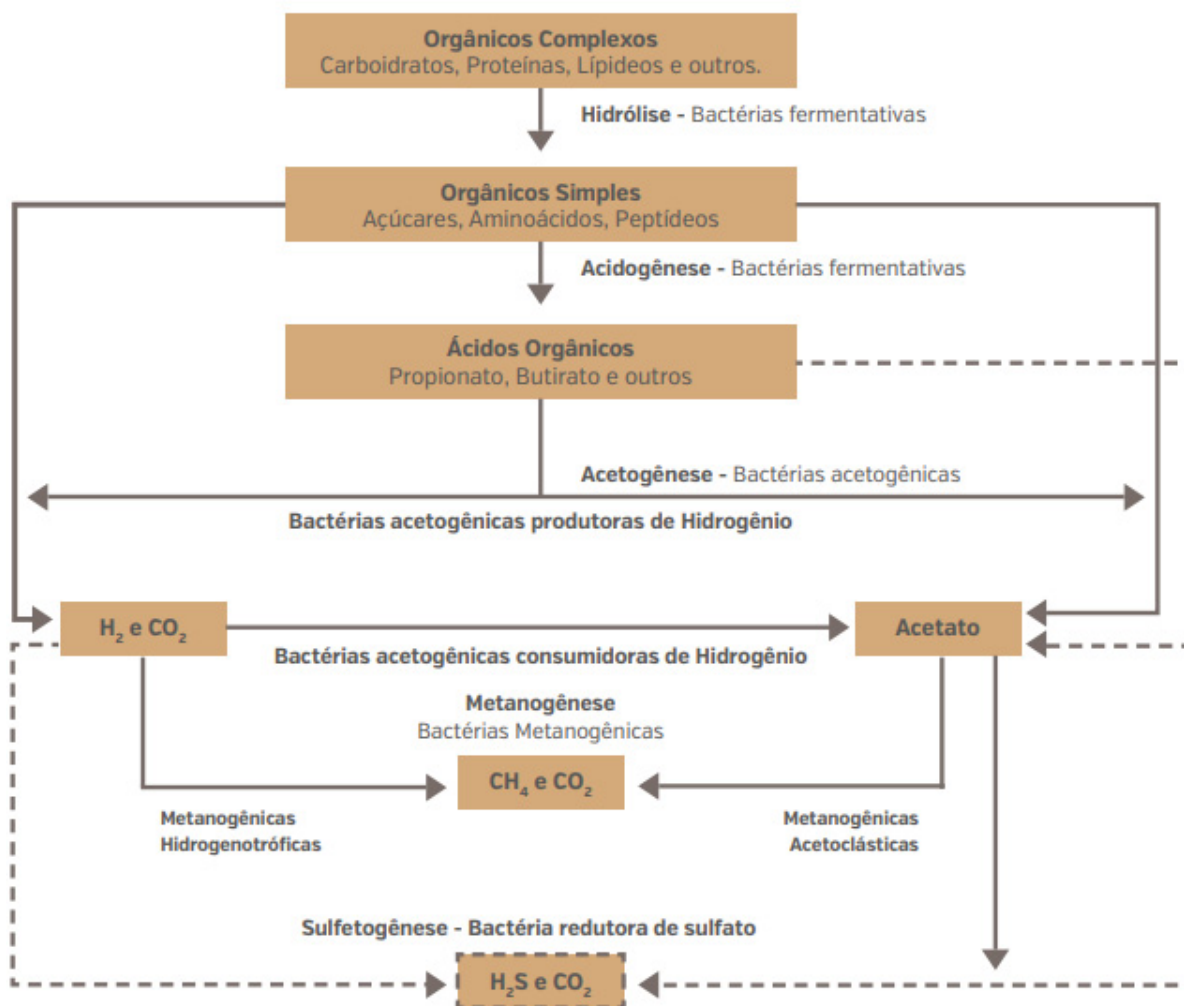 Orgânicos Complexos
Carboidratos, Proteínas, Lípideos e outros.
Hidrólise - Bactérias fermentativas
Orgânicos Simples
Açúcares, Aminoácidos, Peptídeos
Acidogênese - Bactérias fermentativas
Ácidos Orgânicos
Propionato, Butirato e outros
Acetogênese - Bactérias acetogênicas
Bactérias acetogênicas produtoras de Hidrogênio
H₂ e CO₂
Acetato
Bactérias acetogênicas consumidoras de Hidrogênio
Metanogênese
Bactérias Metanogênicas
CH₄ e CO₂
Metanogênicas
Hidrogenotróficas
Metanogênicas
Acetoclásticas
Sulfetogênese - Bactéria redutora de sulfato
H₂S e CO₂